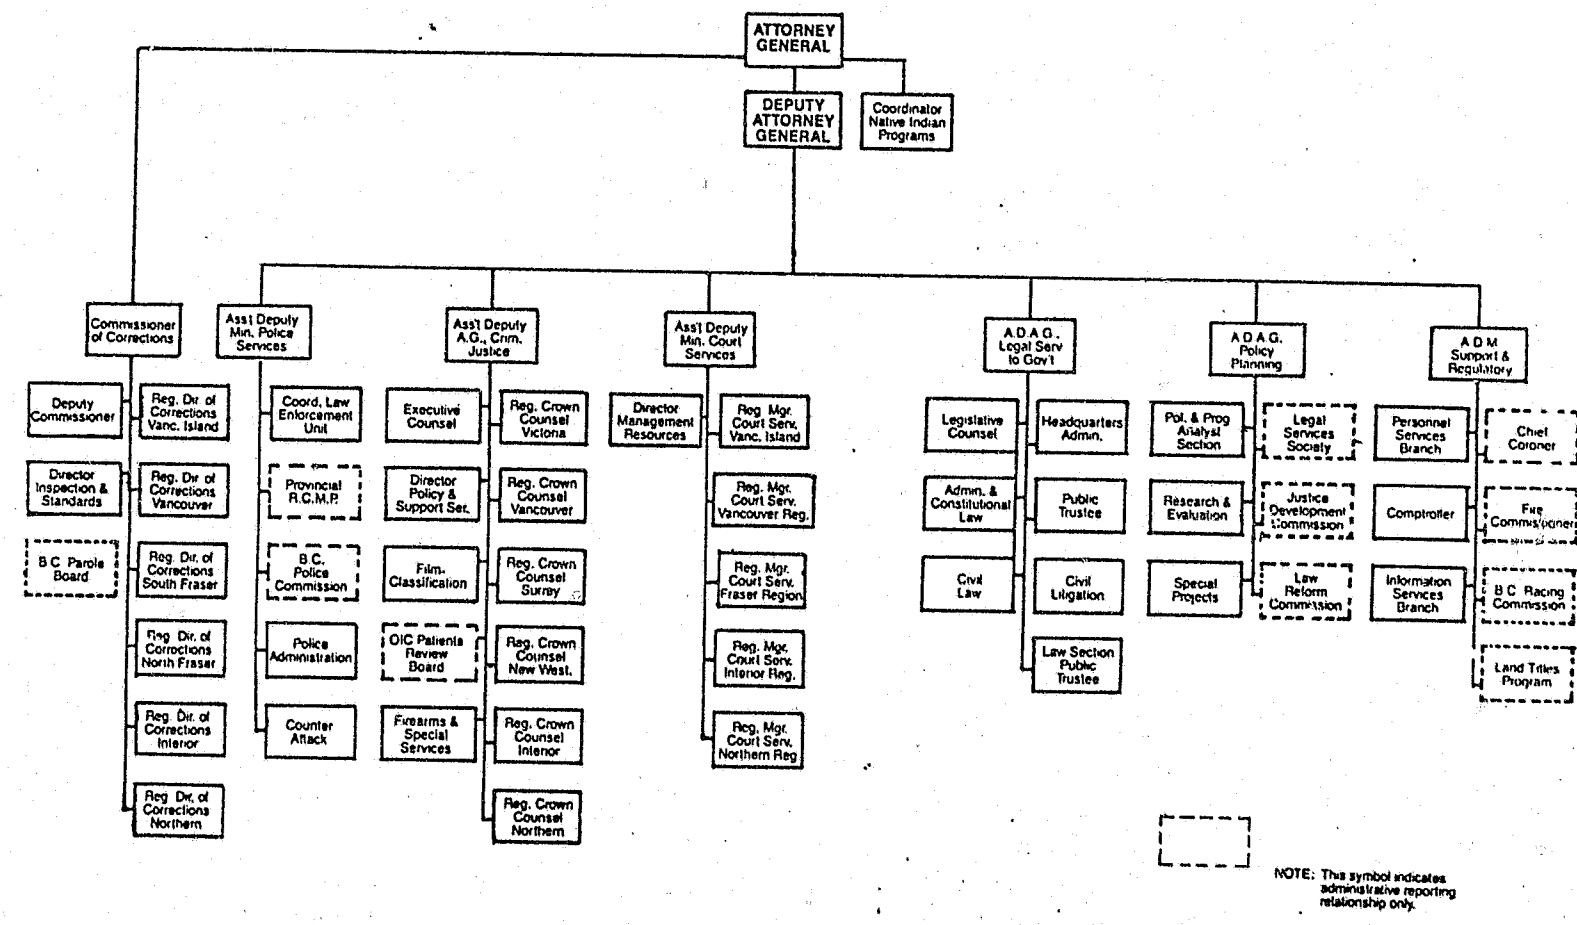 ATTORNEY
GENERAL
DEPUTY
ATTORNEY
GENERAL
Coordinator
Native Indian
Programs
Commissioner
of Corrections
Deputy
Commissioner
Reg. Dir. of
Corrections
Vanc. Island
Director
Inspection &
Standards
Reg. Dir. of
Corrections
Vancouver
B C Parole
Board
Reg. Dir. of
Corrections
South Fraser
Reg. Dir. of
Corrections
North Fraser
Reg. Dir. of
Corrections
Interior
Reg. Dir. of
Corrections
Northern
Ass't Deputy
Min. Police
Services
Coord. Law
Enforcement
Unit
Provincial
R.C.M.P.
B.C.
Police
Commission
Police
Administration
Counter
Attack
Ass't Deputy
A.G., Crim.
Justice
Executive
Counsel
Reg. Crown
Counsel
Victoria
Director
Policy &
Support Ser.
Reg. Crown
Counsel
Vancouver
Film-
Classification
Reg. Crown
Counsel
Surrey
OIC Patients
Review
Board
Reg. Crown
Counsel
New West.
Firearms &
Special
Services
Reg. Crown
Counsel
Interior
Reg. Crown
Counsel
Northern
Ass't Deputy
Min. Court
Services
Director
Management
Resources
Reg. Mgr.
Court Serv.
Vanc. Island
Reg. Mgr.
Court Serv.
Vancouver Reg.
Reg. Mgr.
Court Serv.
Fraser Region
Reg. Mgr.
Court Serv.
Interior Reg.
Reg. Mgr.
Court Serv.
Northern Reg
A.D.A.G.,
Legal Serv
to Gov't
Legislative
Counsel
Headquarters
Admin.
Admin. &
Constitutional
Law
Public
Trustee
Civil
Law
Civil
Litigation
Law Section
Public
Trustee
A.D.A.G.
Policy
Planning
Pol. & Prog
Analyst
Section
Legal
Services
Society
Research &
Evaluation
Justice
Development
Commission
Special
Projects
Law
Reform
Commission
A D M
Support &
Regulatory
Personnel
Services
Branch
Chief
Coroner
Comptroller
Fire
Commissioner
Information
Services
Branch
B C Racing
Commission
Land Titles
Program
NOTE: This symbol indicates
administrative reporting
relationship only.